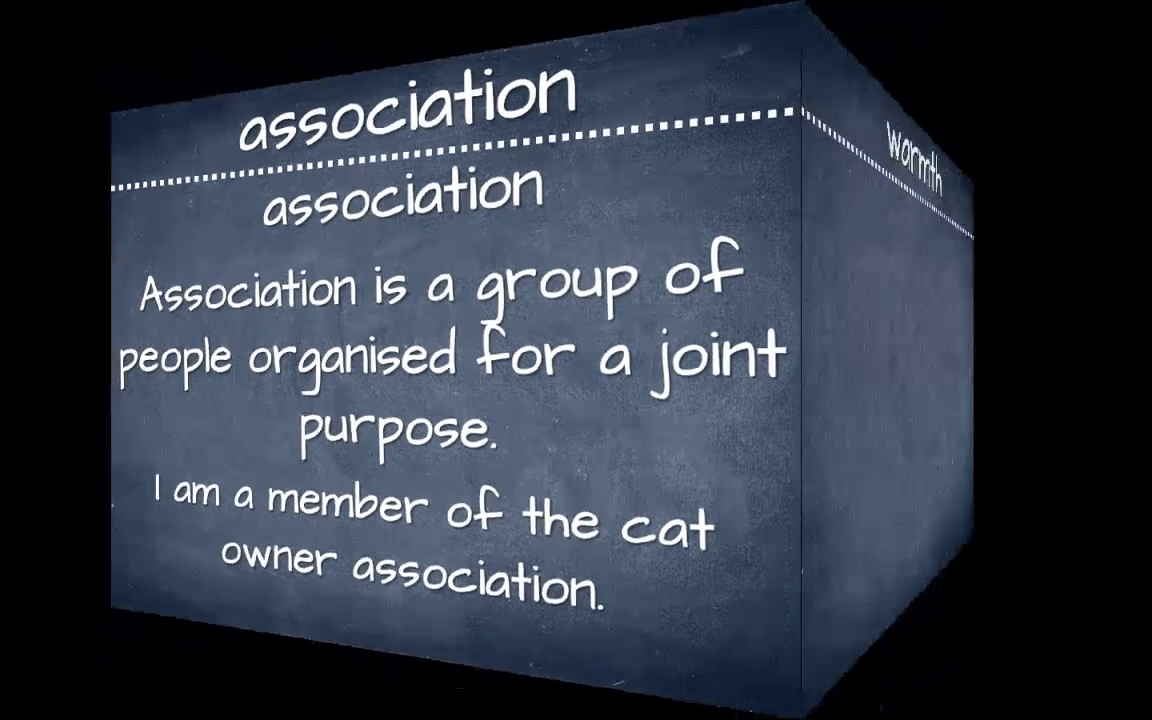 association
association
Association is a group of
people organised for a joint
purpose.
I am a member of the cat
owner association.
warmth